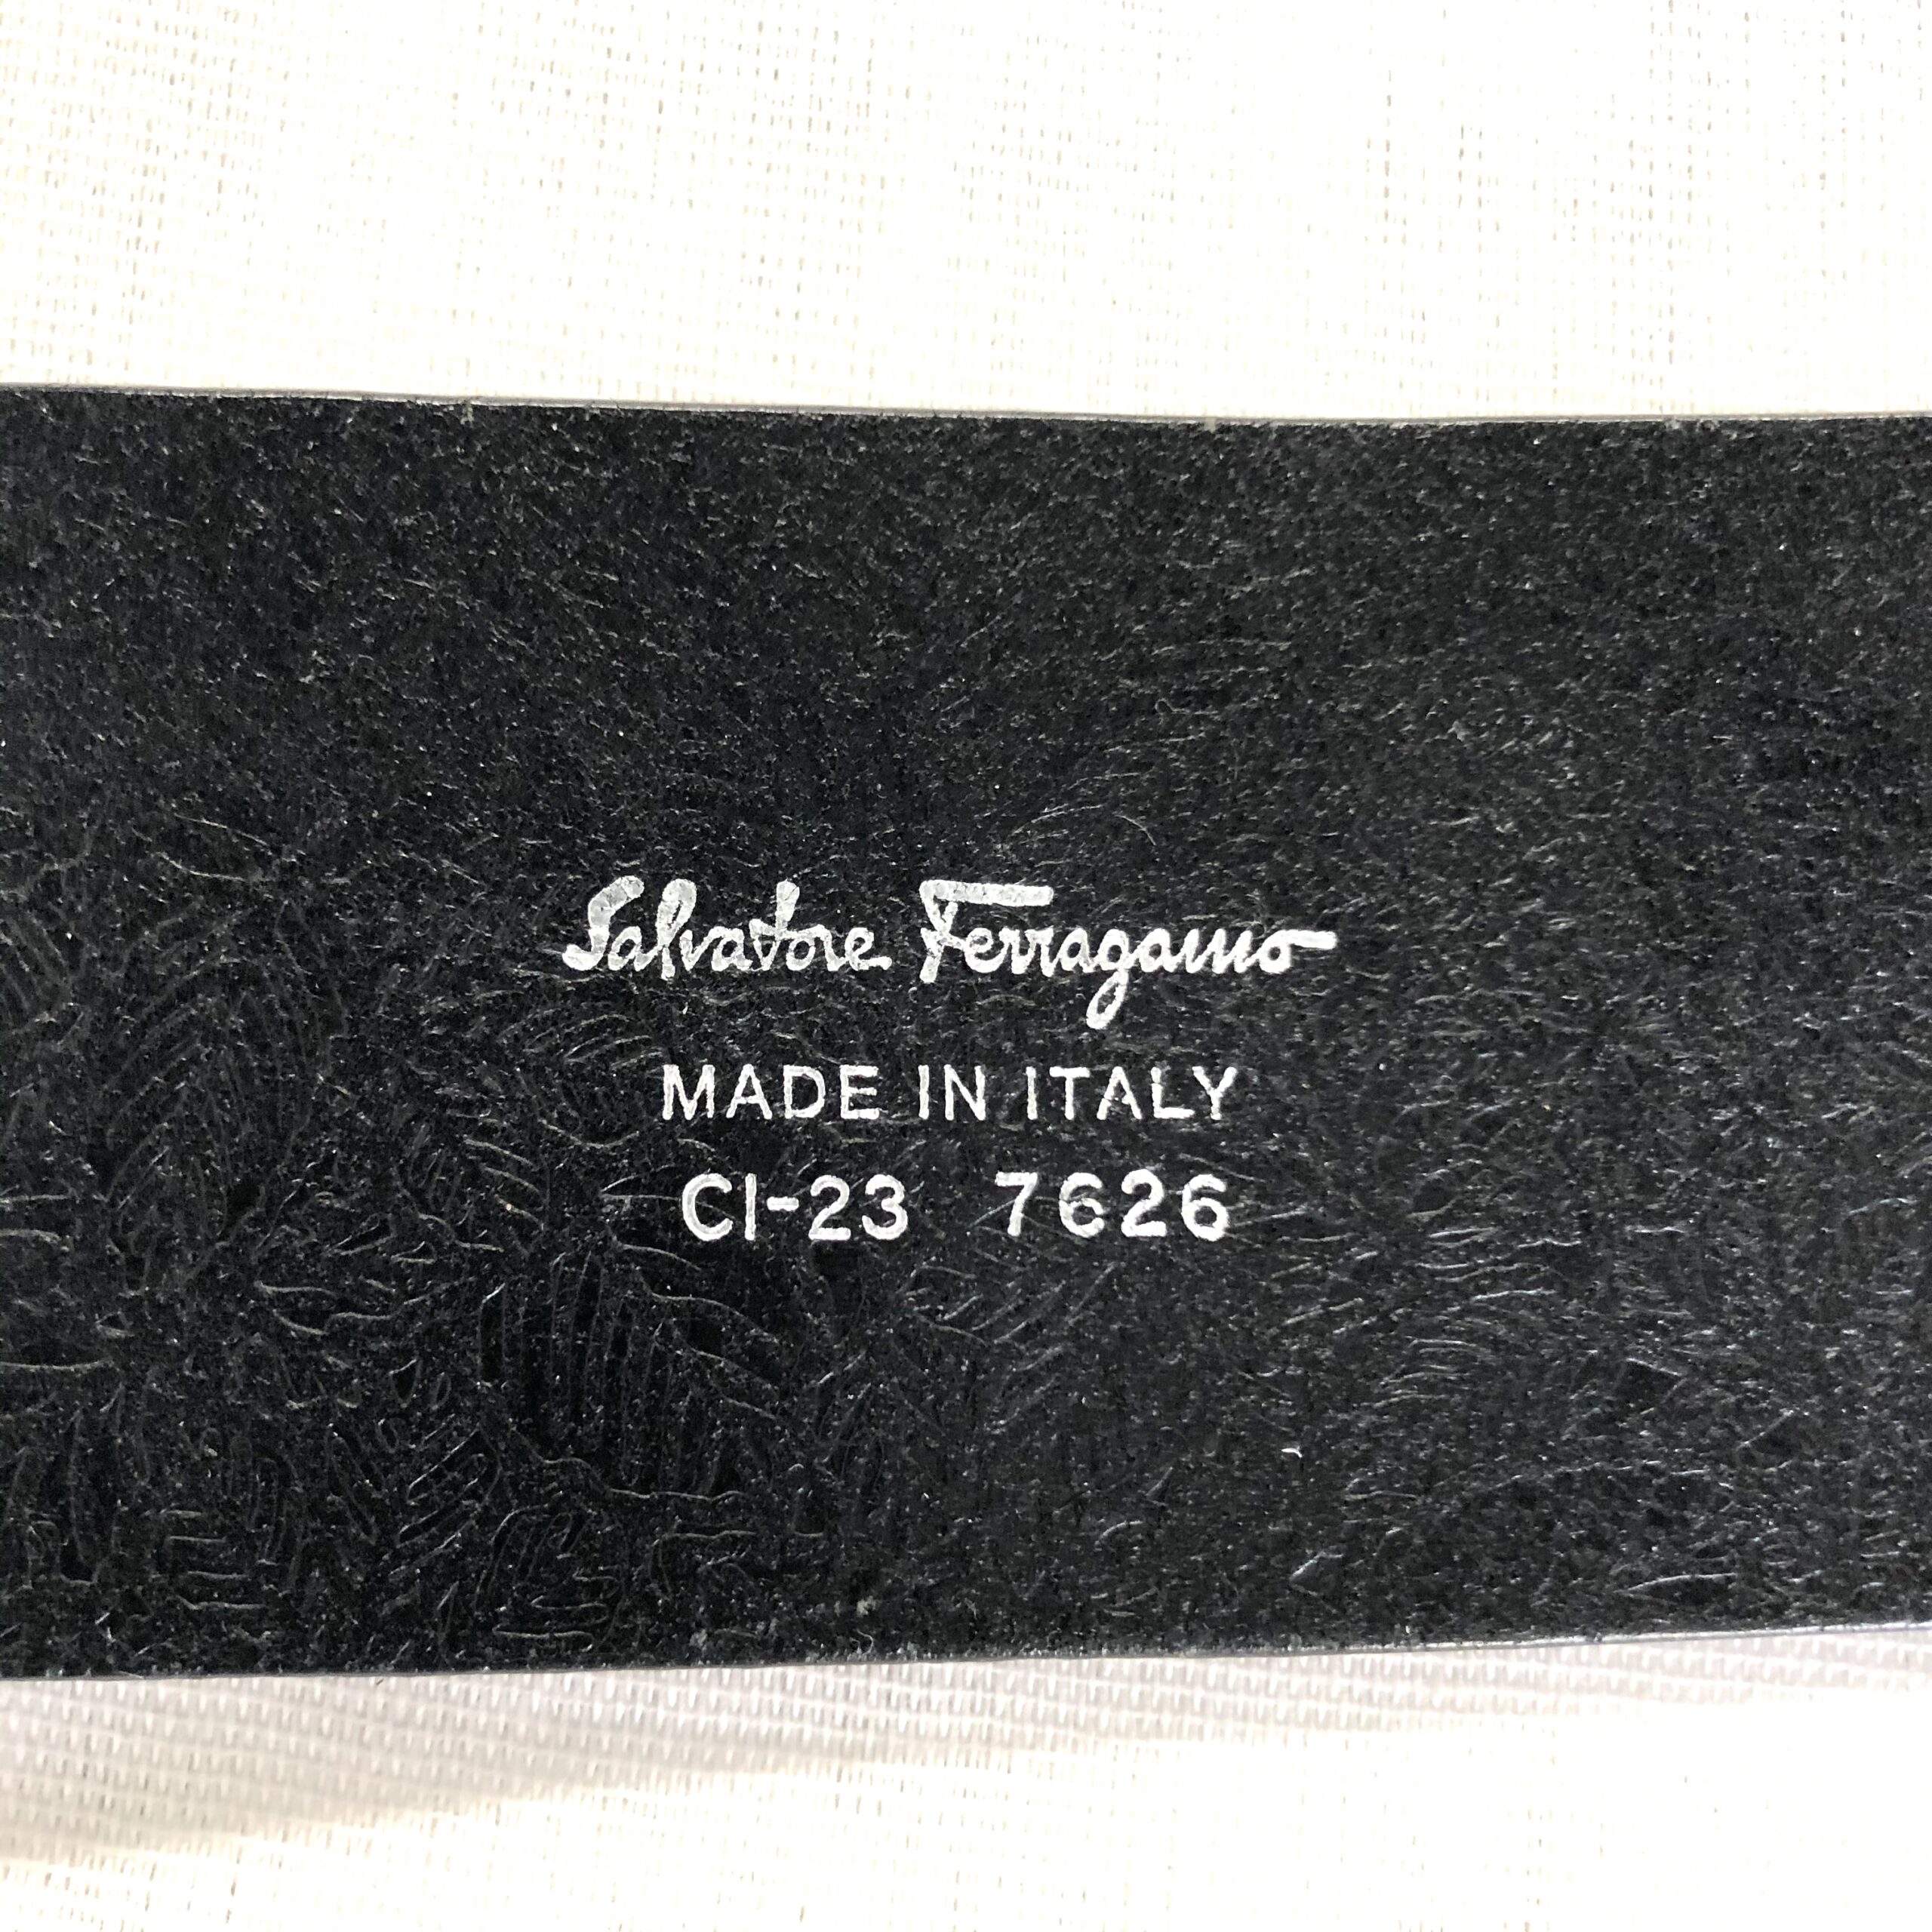 Salvatore Ferragamo
MADE IN ITALY
CI-23 7626